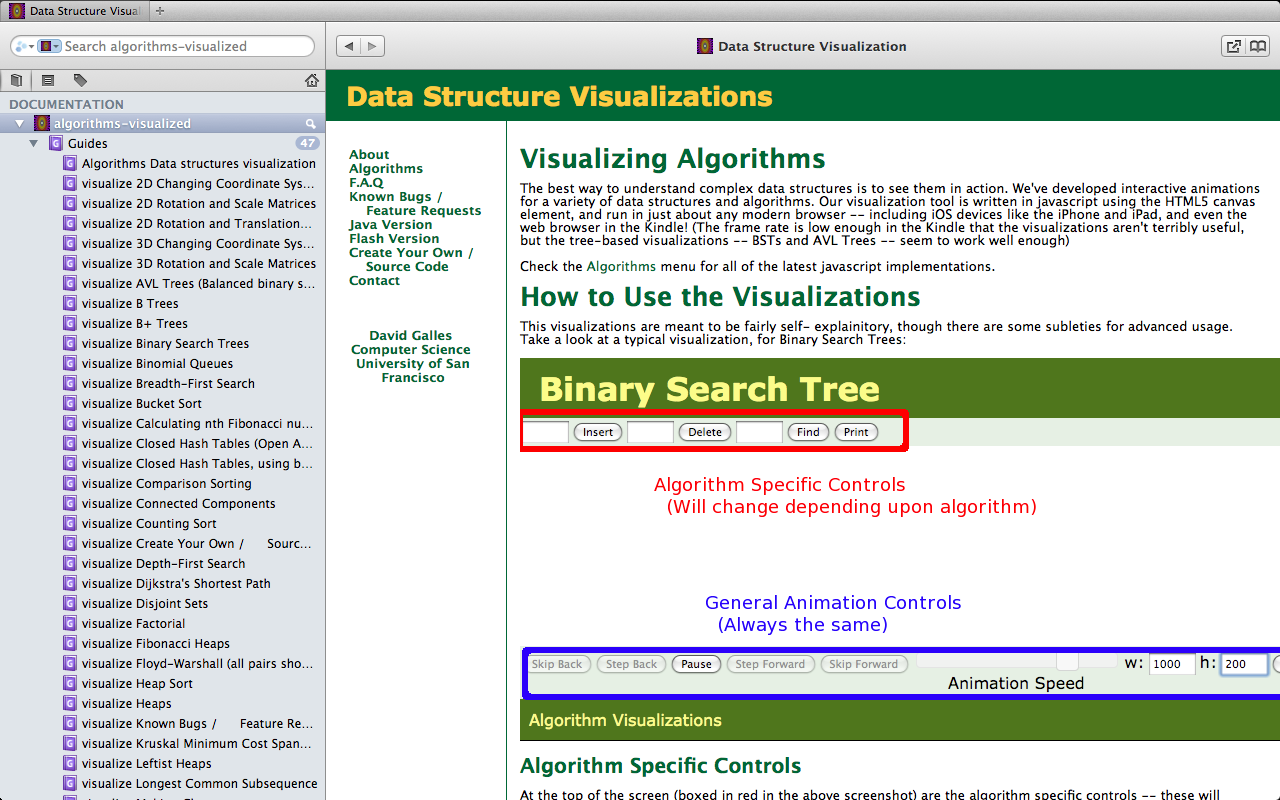 Data Structure Visua
Search algorithms-visualized
Data Structure Visualization
DOCUMENTATION
algorithms-visualized
Guides
47
Algorithms Data structures visualization
visualize 2D Changing Coordinate Sys...
visualize 2D Rotation and Scale Matrices
visualize 2D Rotation and Translation...
visualize 3D Changing Coordinate Sys...
visualize 3D Rotation and Scale Matrices
visualize AVL Trees (Balanced binary s...
visualize B Trees
visualize B+ Trees
visualize Binary Search Trees
visualize Binomial Queues
visualize Breadth-First Search
visualize Bucket Sort
visualize Calculating nth Fibonacci nu...
visualize Closed Hash Tables (Open A...
visualize Closed Hash Tables, using b...
visualize Comparison Sorting
visualize Connected Components
visualize Counting Sort
visualize Create Your Own / Sourc...
visualize Depth-First Search
visualize Dijkstra's Shortest Path
visualize Disjoint Sets
visualize Factorial
visualize Fibonacci Heaps
visualize Floyd-Warshall (all pairs sho...
visualize Heap Sort
visualize Heaps
visualize Known Bugs / Feature Re...
visualize Kruskal Minimum Cost Span...
visualize Leftist Heaps
visualize Longest Common Subsequence
Data Structure Visualizations
About
Algorithms
F.A.Q
Known Bugs /
Feature Requests
Java Version
Flash Version
Create Your Own /
Source Code
Contact
David Galles
Computer Science
University of San
Francisco
Visualizing Algorithms
The best way to understand complex data structures is to see them in action. We've developed interactive animations
for a variety of data structures and algorithms. Our visualization tool is written in javascript using the HTML5 canvas
element, and run in just about any modern browser -- including iOS devices like the iPhone and iPad, and even the
web browser in the Kindle! (The frame rate is low enough in the Kindle that the visualizations aren't terribly useful,
but the tree-based visualizations -- BSTs and AVL Trees -- seem to work well enough)
Check the Algorithms menu for all of the latest javascript implementations.
How to Use the Visualizations
This visualizations are meant to be fairly self- explainitory, though there are some subleties for advanced usage.
Take a look at a typical visualization, for Binary Search Trees:
Binary Search Tree
Insert Delete Find Print
Algorithm Specific Controls
(Will change depending upon algorithm)
General Animation Controls
(Always the same)
Skip Back Step Back Pause Step Forward Skip Forward w: 1000 h: 200
Animation Speed
Algorithm Visualizations
Algorithm Specific Controls
At the top of the screen (boxed in red in the above screenshot) are the algorithm specific controls -- these will